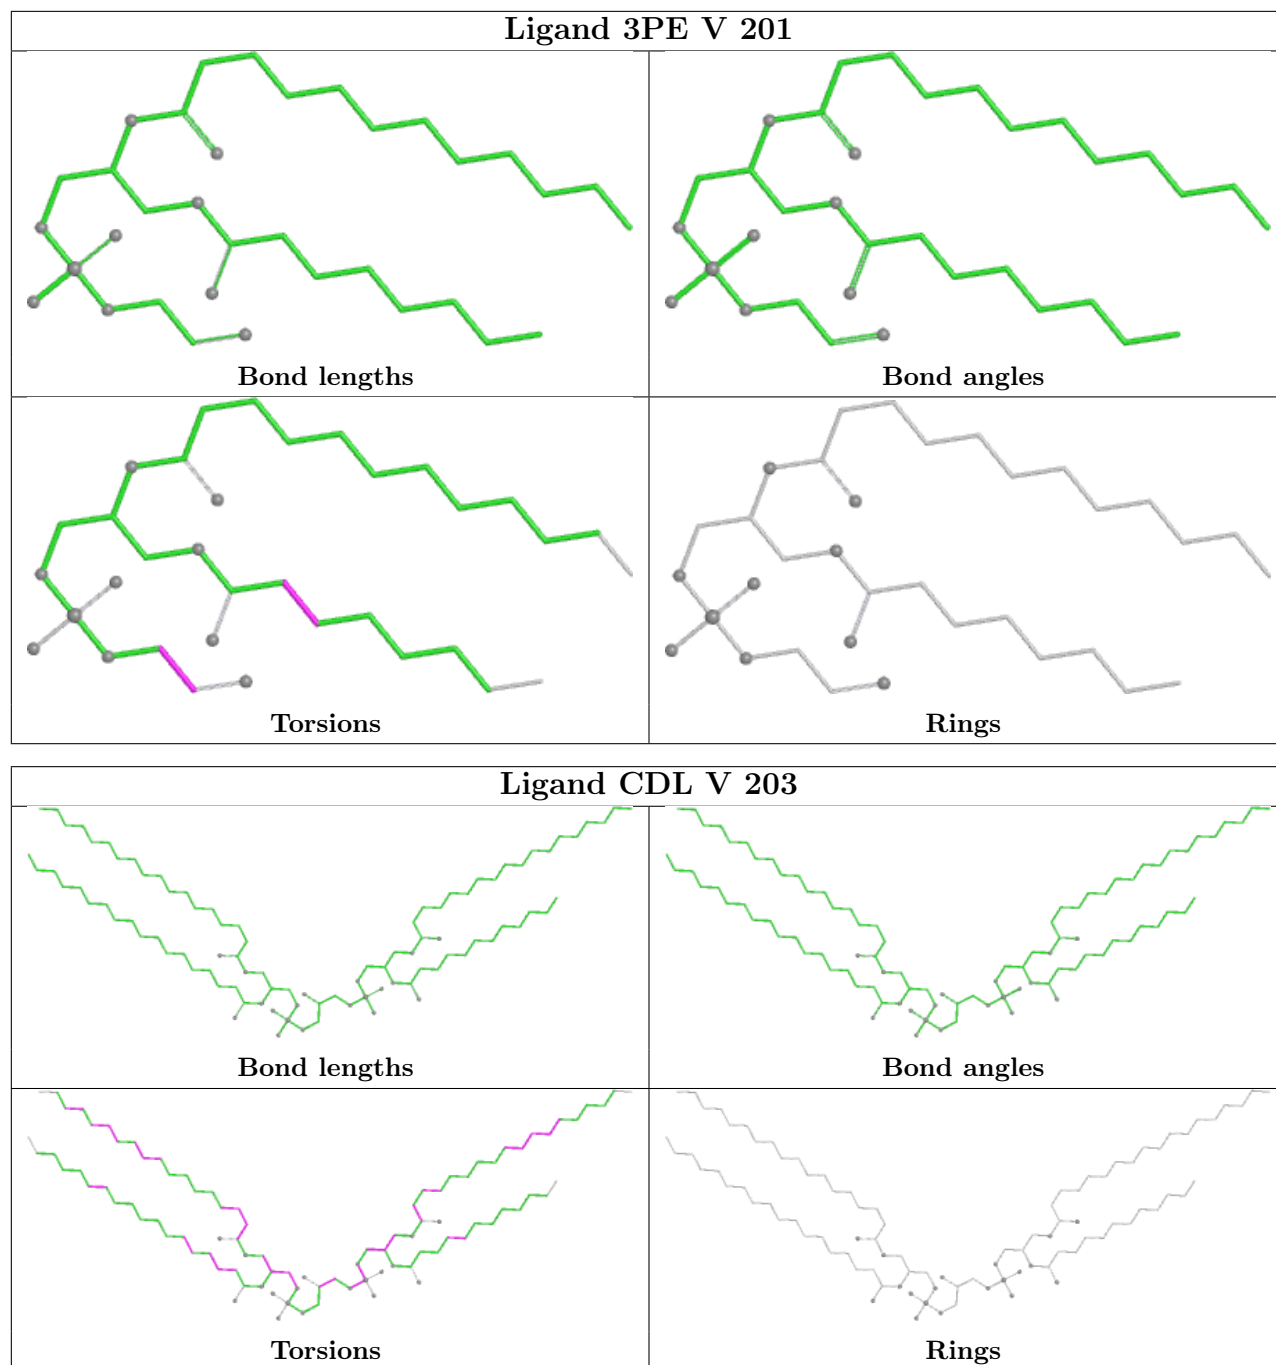 Ligand 3PE V 201
Bond lengths
Bond angles
Torsions
Rings
Ligand CDL V 203
Bond lengths
Bond angles
Torsions
Rings